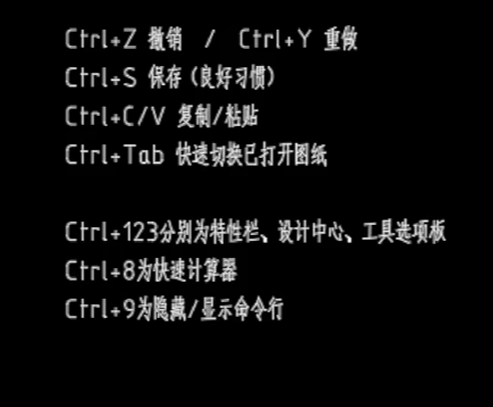 Ctrl+Z 撤销 / Ctrl+Y 重做
Ctrl+S 保存(良好习惯)
Ctrl+C/V 复制/粘贴
Ctrl+Tab 快速切换已打开图纸
Ctrl+123分别为特性栏、设计中心、工具选项板
Ctrl+8为快速计算器
Ctrl+9为隐藏/显示命令行